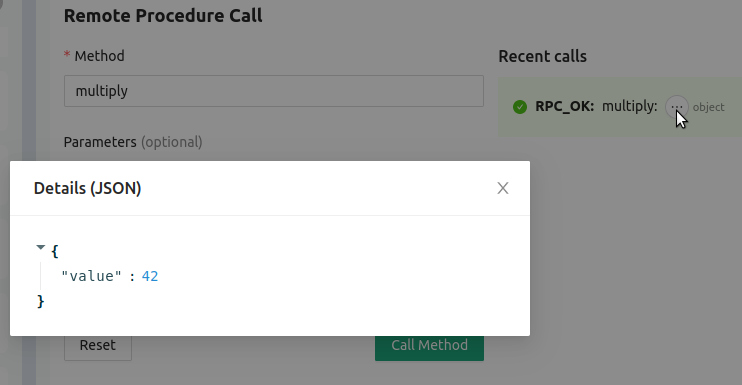 Remote Procedure Call
* Method
multiply
Parameters (optional)
Recent calls
RPC_OK: multiply: ... object
Details (JSON)
{
"value" : 42
}
Reset
Call Method